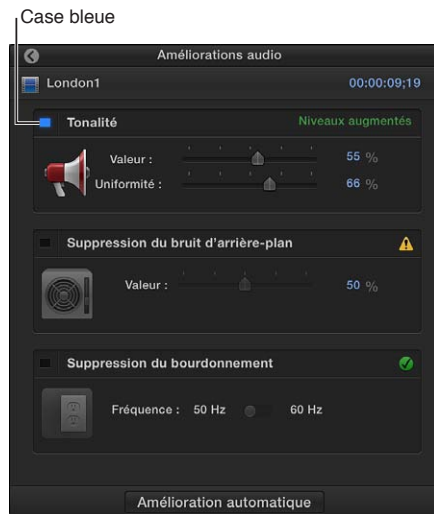 Case bleue
Améliorations audio
London1 00:00:09;19
Tonalité Niveaux augmentés
Valeur : 55 %
Uniformité : 66 %
Suppression du bruit d'arrière-plan
Valeur : 50 %
Suppression du bourdonnement
Fréquence : 50 Hz 60 Hz
Amélioration automatique